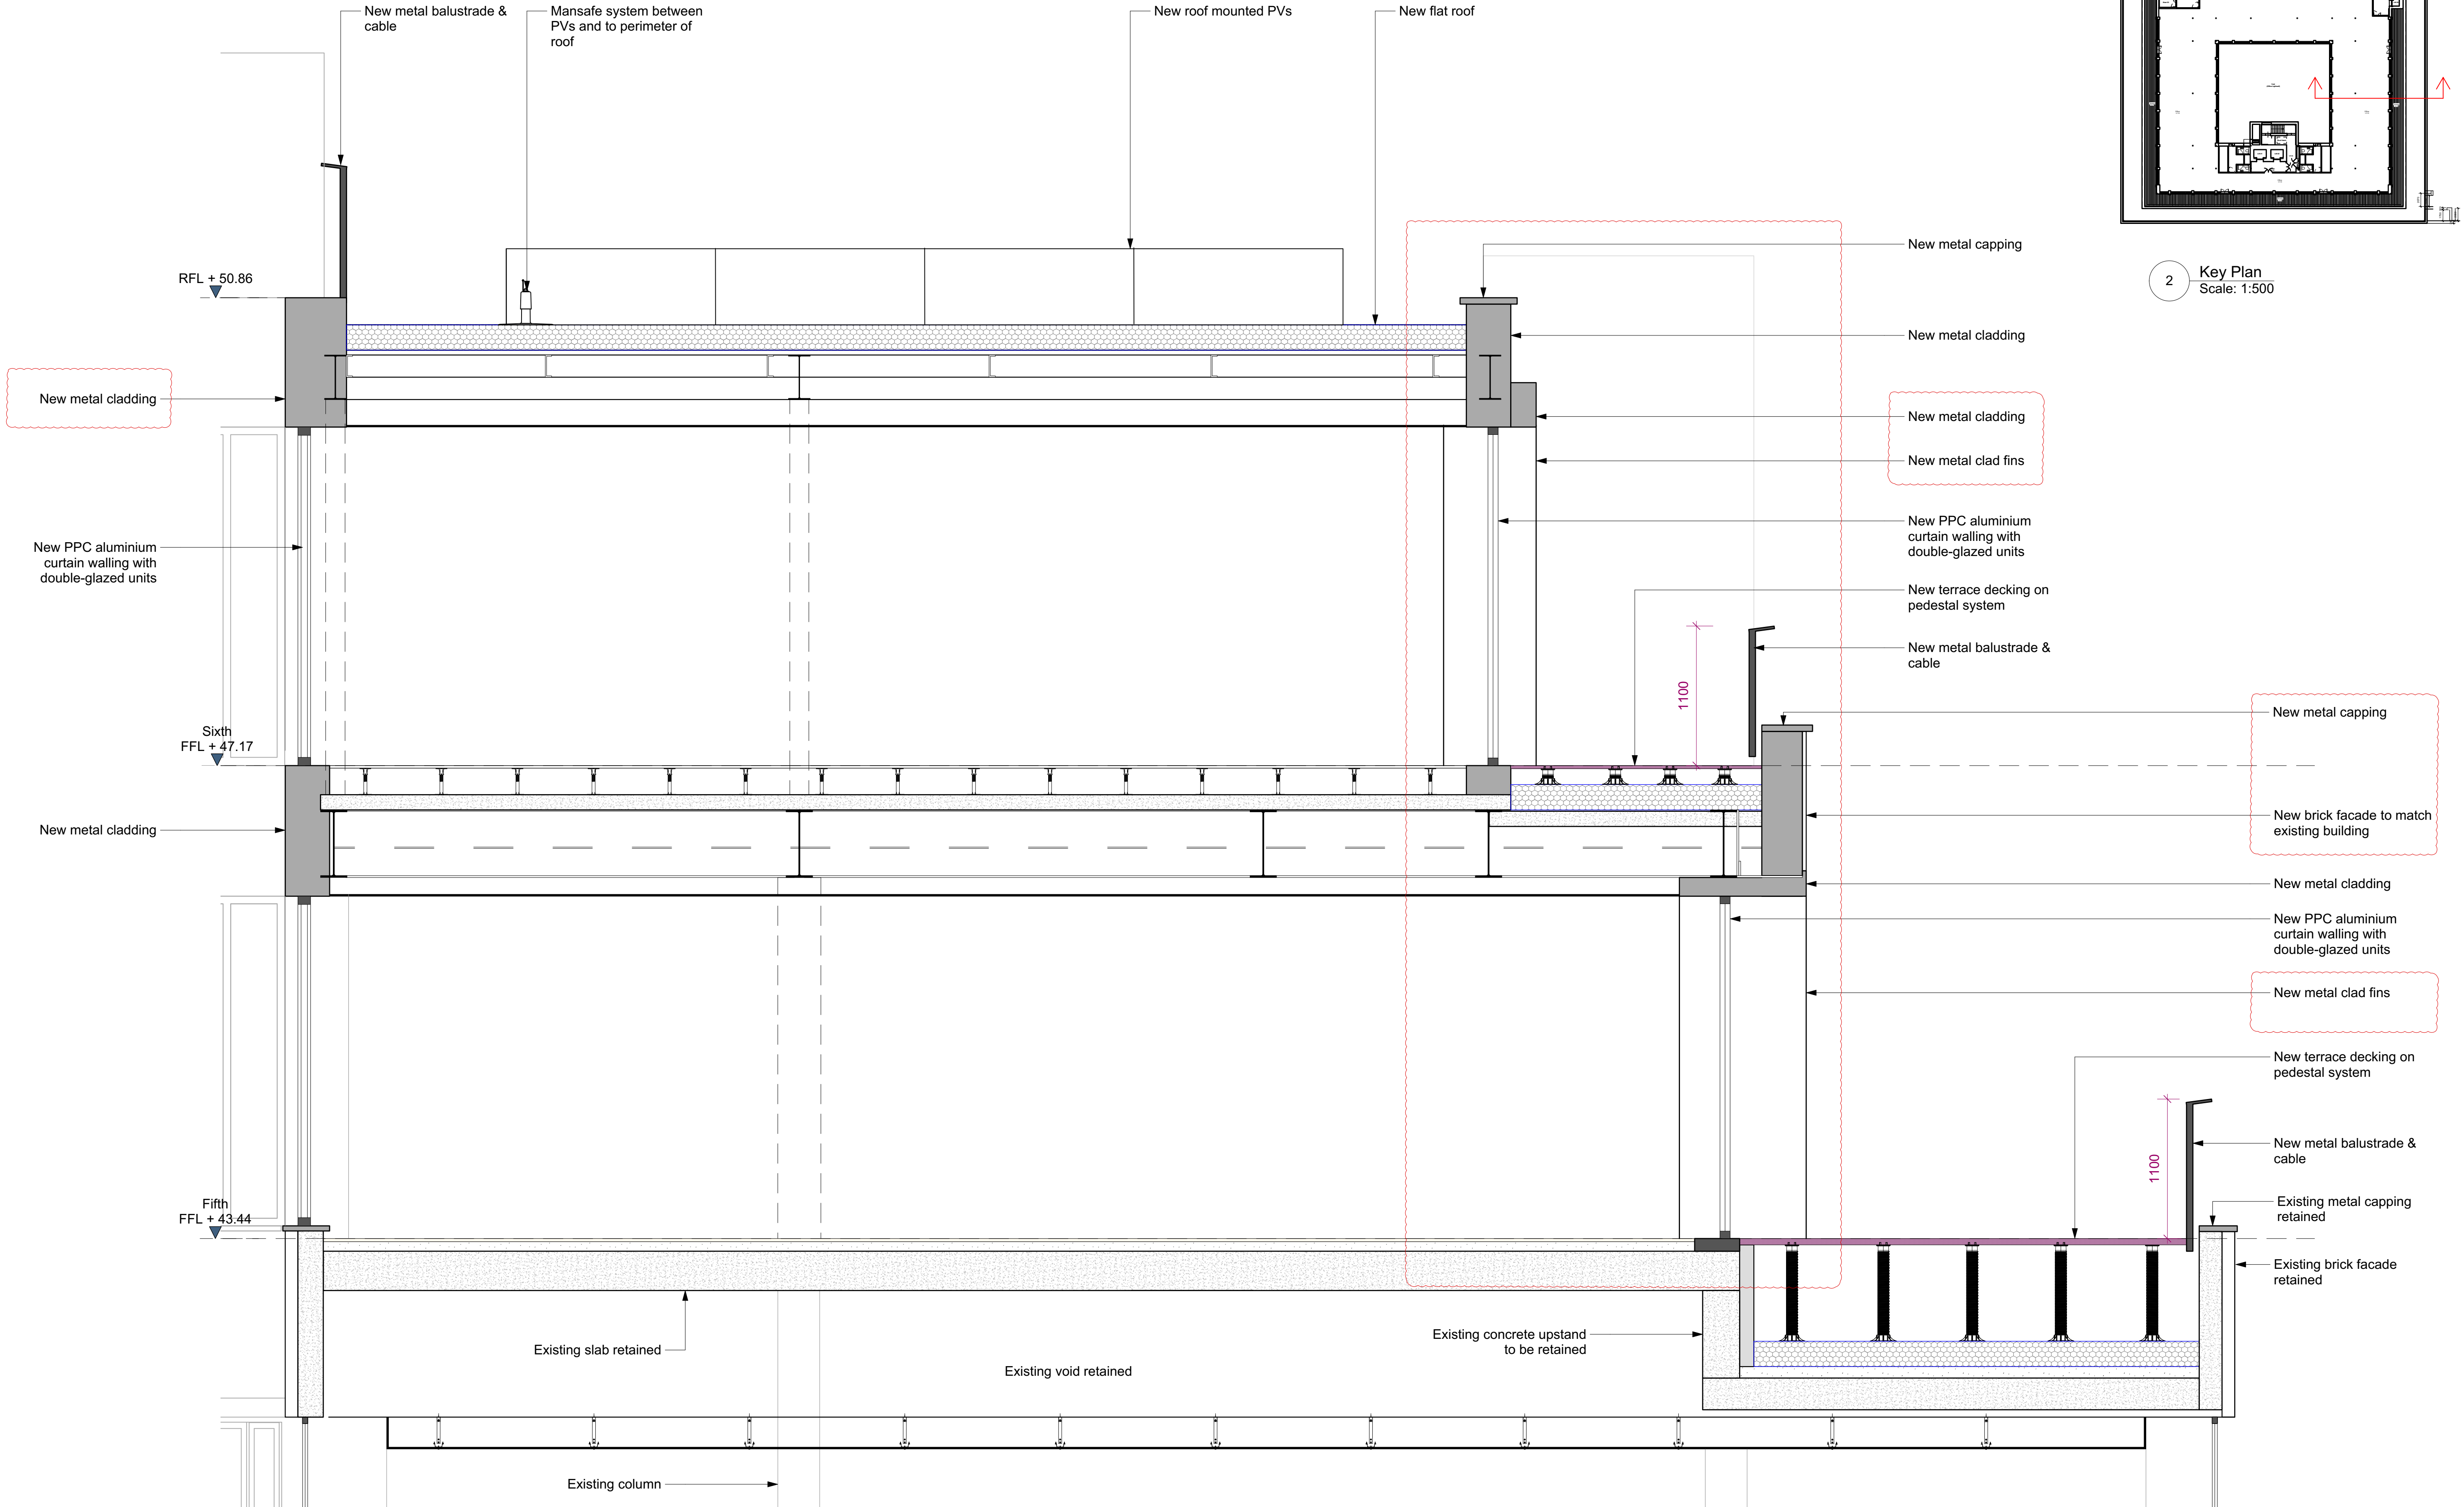 New metal balustrade &
cable
Mansafe system between
PVs and to perimeter of
roof
New roof mounted PVs
New flat roof
2
Key Plan
Scale: 1:500
RFL + 50.86
New metal cladding
New PPC aluminium
curtain walling with
double-glazed units
Sixth
FFL + 47.17
New metal cladding
Fifth
FFL + 43.44
New metal capping
New metal cladding
New metal cladding
New metal clad fins
New PPC aluminium
curtain walling with
double-glazed units
New terrace decking on
pedestal system
New metal balustrade &
cable
1100
New metal capping
New brick facade to match
existing building
New metal cladding
New PPC aluminium
curtain walling with
double-glazed units
New metal clad fins
New terrace decking on
pedestal system
New metal balustrade &
cable
1100
Existing metal capping
retained
Existing brick facade
retained
Existing slab retained
Existing concrete upstand
to be retained
Existing void retained
Existing column